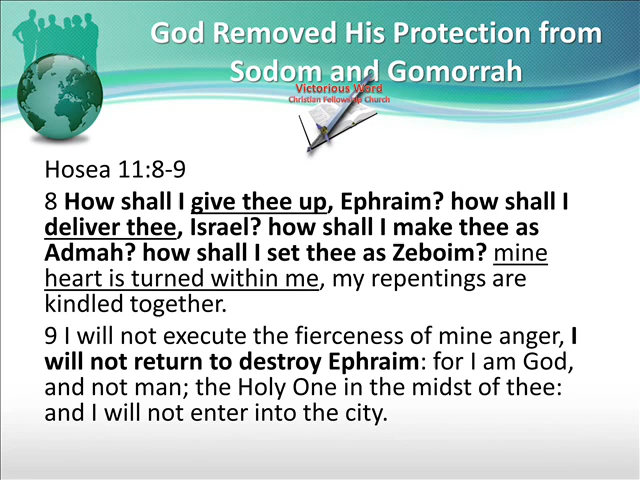 God Removed His Protection from
Sodom and Gomorrah
Victorious Word
Christian Fellowship Church
Hosea 11:8-9
8 How shall I give thee up, Ephraim? how shall I
deliver thee, Israel? how shall I make thee as
Admah? how shall I set thee as Zeboim? mine
heart is turned within me, my repentings are
kindled together.
9 I will not execute the fierceness of mine anger, I
will not return to destroy Ephraim: for I am God,
and not man; the Holy One in the midst of thee:
and I will not enter into the city.